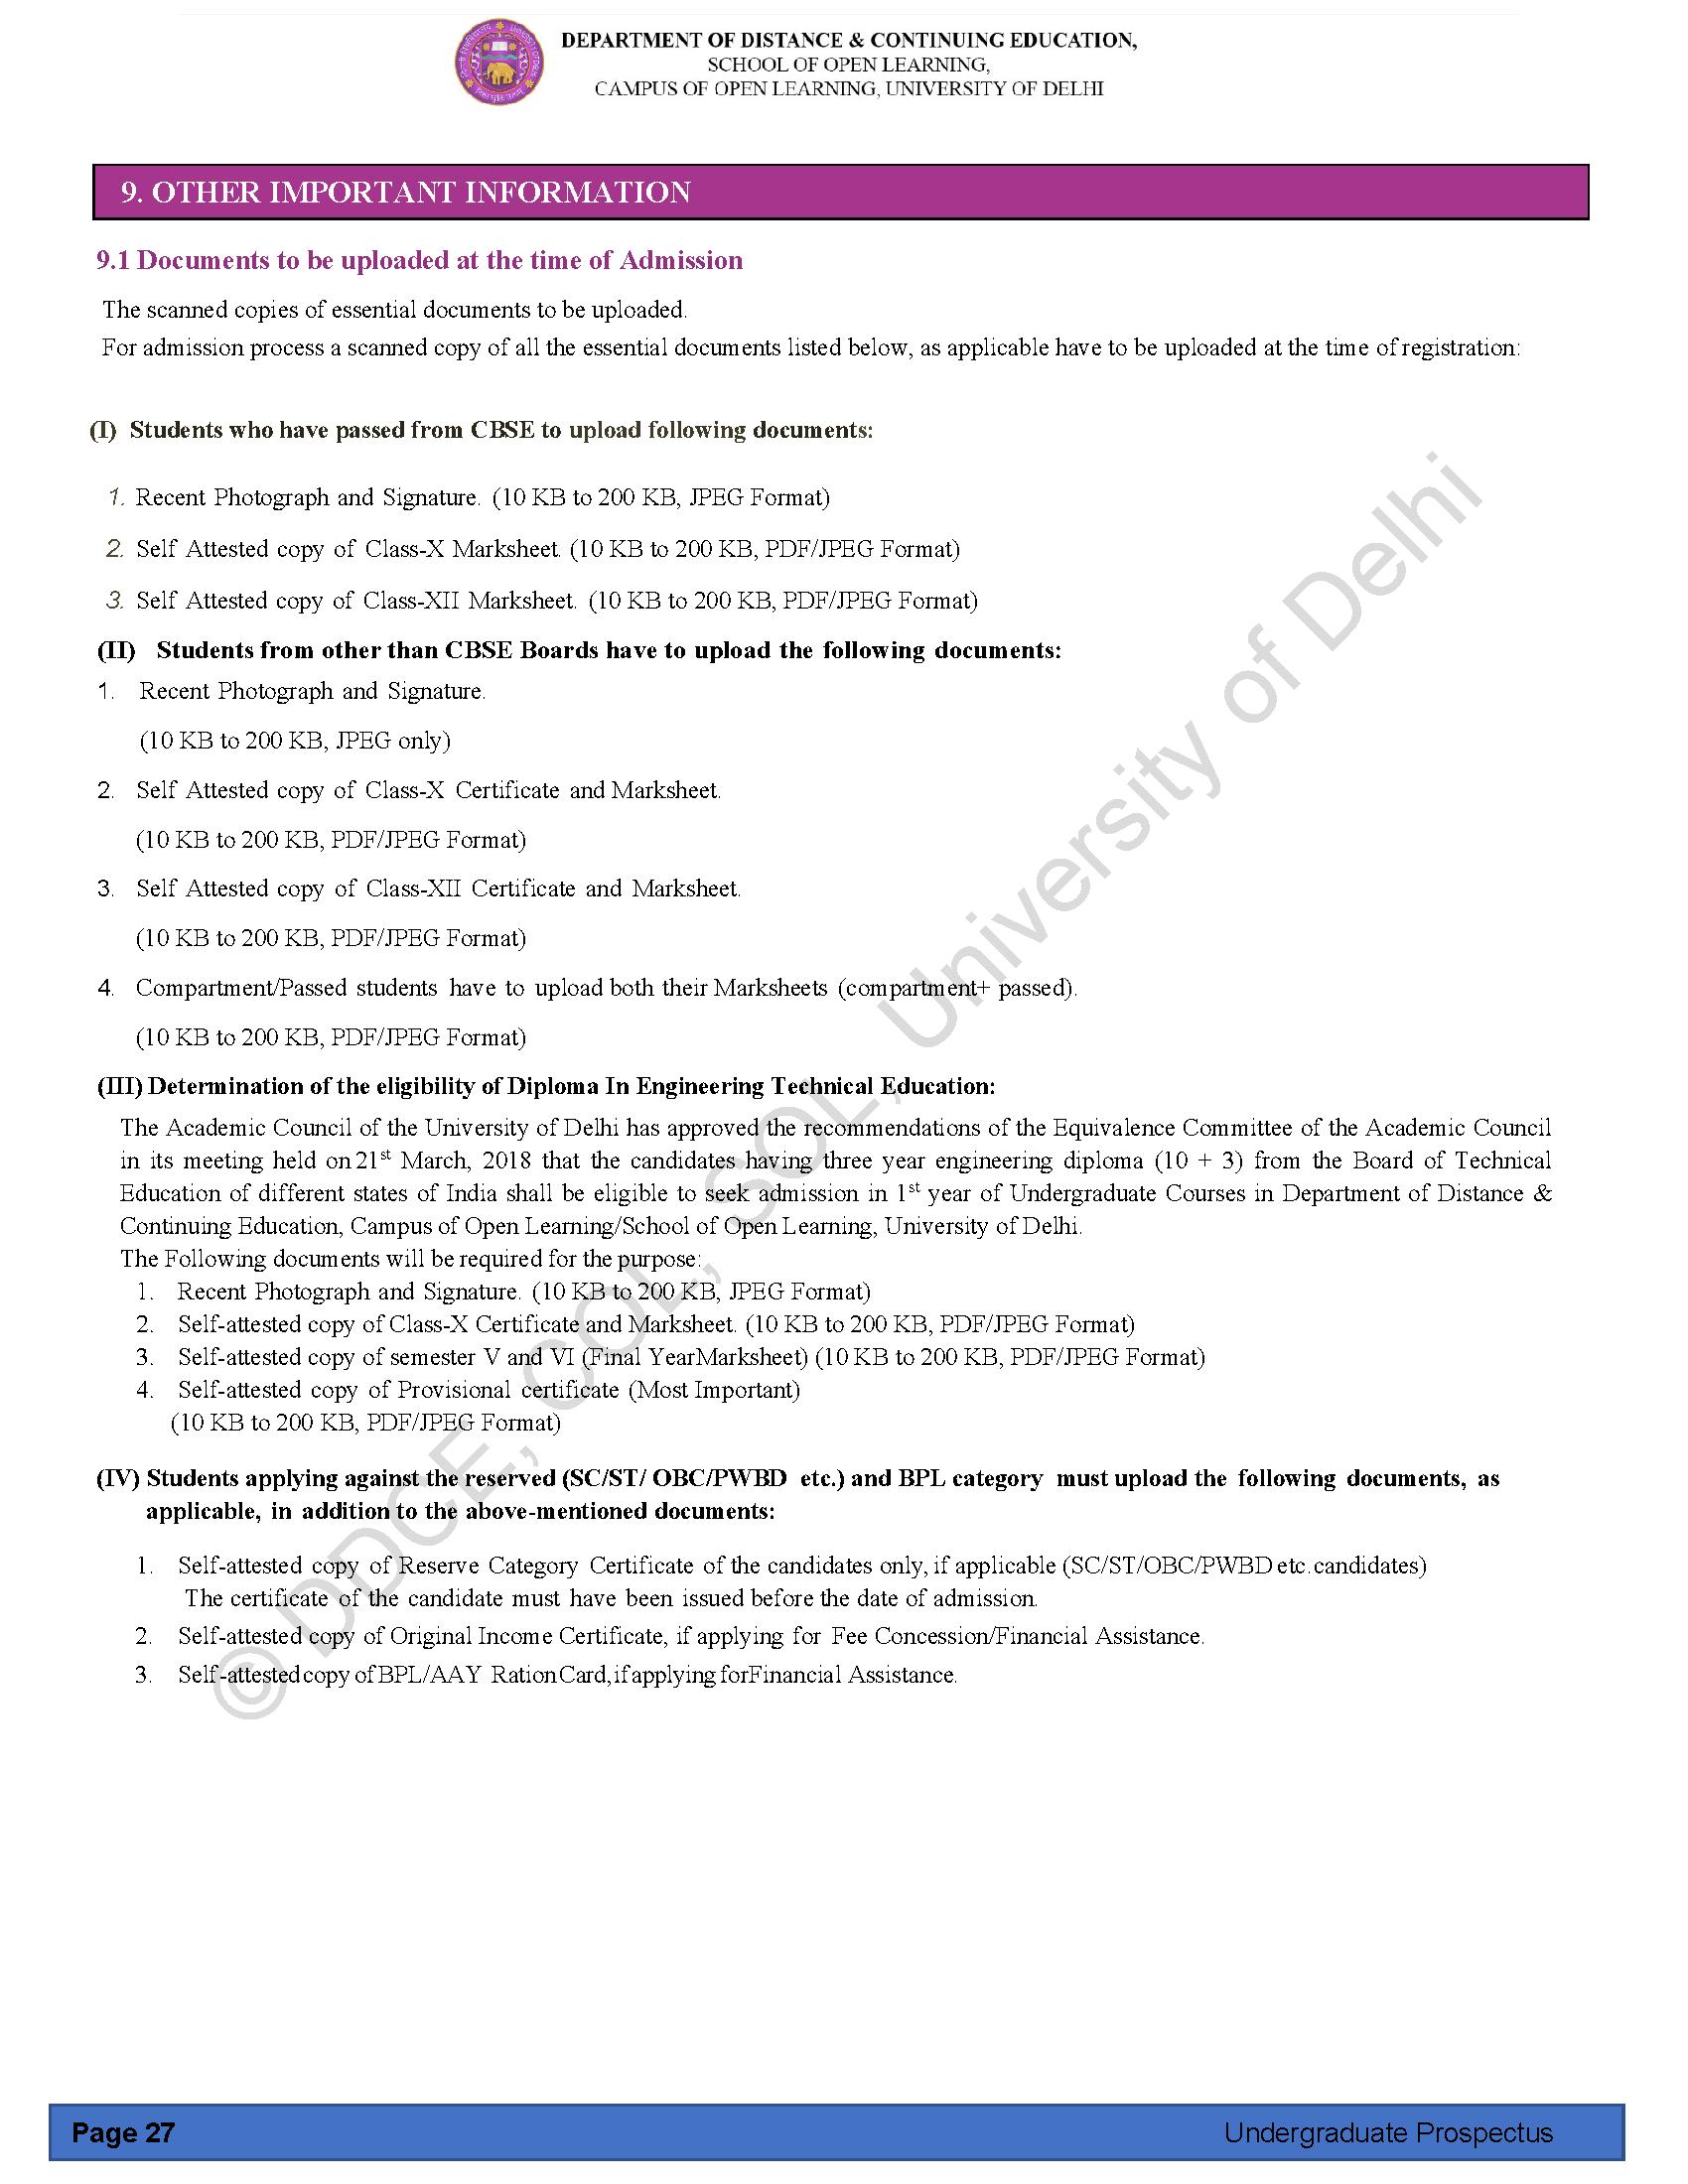 DEPARTMENT OF DISTANCE & CONTINUING EDUCATION,
SCHOOL OF OPEN LEARNING,
CAMPUS OF OPEN LEARNING, UNIVERSITY OF DELHI
9. OTHER IMPORTANT INFORMATION
9.1 Documents to be uploaded at the time of Admission
The scanned copies of essential documents to be uploaded.
For admission process a scanned copy of all the essential documents listed below, as applicable have to be uploaded at the time of registration:
(I) Students who have passed from CBSE to upload following documents:
1. Recent Photograph and Signature. (10 KB to 200 KB, JPEG Format)
2. Self Attested copy of Class-X Marksheet. (10 KB to 200 KB, PDF/JPEG Format)
3. Self Attested copy of Class-XII Marksheet. (10 KB to 200 KB, PDF/JPEG Format)
(II) Students from other than CBSE Boards have to upload the following documents:
1. Recent Photograph and Signature.
(10 KB to 200 KB, JPEG only)
2. Self Attested copy of Class-X Certificate and Marksheet.
(10 KB to 200 KB, PDF/JPEG Format)
3. Self Attested copy of Class-XII Certificate and Marksheet.
(10 KB to 200 KB, PDF/JPEG Format)
4. Compartment/Passed students have to upload both their Marksheets (compartment+ passed).
(10 KB to 200 KB, PDF/JPEG Format)
(III) Determination of the eligibility of Diploma In Engineering Technical Education:
The Academic Council of the University of Delhi has approved the recommendations of the Equivalence Committee of the Academic Council
in its meeting held on 21st March, 2018 that the candidates having three year engineering diploma (10 + 3) from the Board of Technical
Education of different states of India shall be eligible to seek admission in 1st year of Undergraduate Courses in Department of Distance &
Continuing Education, Campus of Open Learning/School of Open Learning, University of Delhi.
The Following documents will be required for the purpose:
1. Recent Photograph and Signature. (10 KB to 200 KB, JPEG Format)
2. Self-attested copy of Class-X Certificate and Marksheet. (10 KB to 200 KB, PDF/JPEG Format)
3. Self-attested copy of semester V and VI (Final YearMarksheet) (10 KB to 200 KB, PDF/JPEG Format)
4. Self-attested copy of Provisional certificate (Most Important)
(10 KB to 200 KB, PDF/JPEG Format)
(IV) Students applying against the reserved (SC/ST/ OBC/PWBD etc.) and BPL category must upload the following documents, as
applicable, in addition to the above-mentioned documents:
1. Self-attested copy of Reserve Category Certificate of the candidates only, if applicable (SC/ST/OBC/PWBD etc. candidates)
The certificate of the candidate must have been issued before the date of admission.
2. Self-attested copy of Original Income Certificate, if applying for Fee Concession/Financial Assistance.
3. Self-attested copy of BPL/AAY Ration Card, if applying for Financial Assistance.
© DDCE, COL, SOL, University of Delhi
Page 27
Undergraduate Prospectus